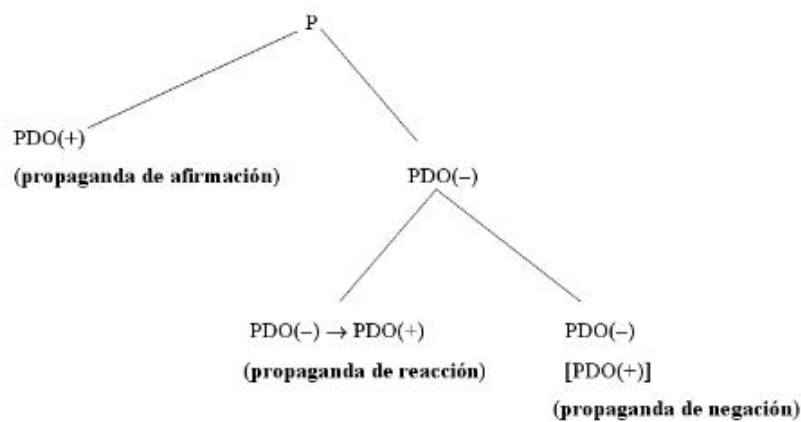 P
PDO(+)
(propaganda de afirmación)
PDO(–)
PDO(–) → PDO(+)
(propaganda de reacción)
PDO(–)
[PDO(+)]
(propaganda de negación)